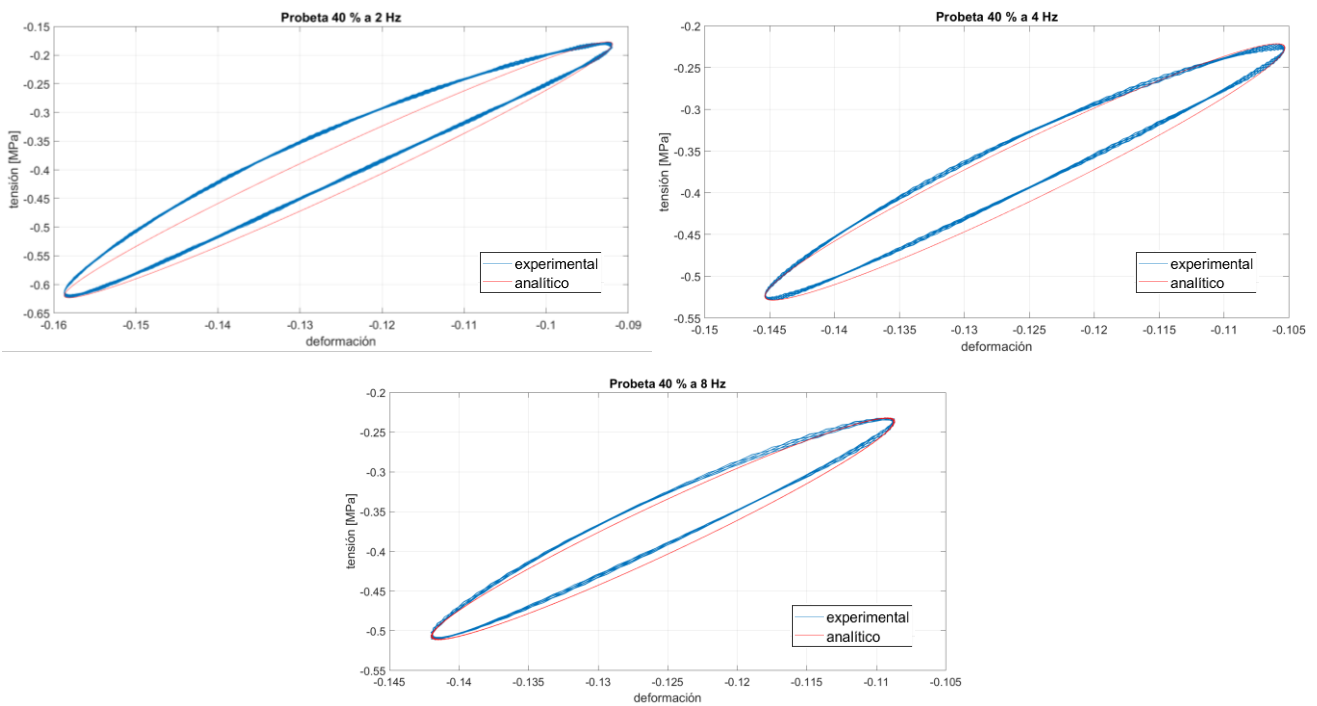 Probeta 40 % a 2 Hz
tensión [MPa]
-0.15
-0.2
-0.25
-0.3
-0.35
-0.4
-0.45
-0.5
-0.55
-0.6
-0.65
experimental
analítico
-0.16 -0.15 -0.14 -0.13 -0.12 -0.11 -0.1 -0.09
deformación
Probeta 40 % a 4 Hz
tensión [MPa]
-0.2
-0.25
-0.3
-0.35
-0.4
-0.45
-0.5
-0.55
experimental
analítico
-0.15 -0.145 -0.14 -0.135 -0.13 -0.125 -0.12 -0.115 -0.11 -0.105
deformación
Probeta 40 % a 8 Hz
tensión [MPa]
-0.2
-0.25
-0.3
-0.35
-0.4
-0.45
-0.5
-0.55
experimental
analítico
-0.145 -0.14 -0.135 -0.13 -0.125 -0.12 -0.115 -0.11 -0.105
deformación